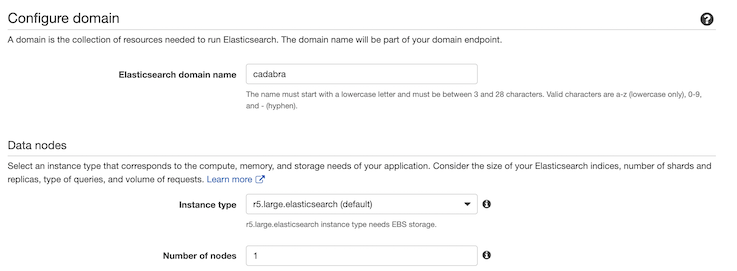 Configure domain
A domain is the collection of resources needed to run Elasticsearch. The domain name will be part of your domain endpoint.
Elasticsearch domain name
cadabra
The name must start with a lowercase letter and must be between 3 and 28 characters. Valid characters are a-z (lowercase only), 0-9,
and - (hyphen).
Data nodes
Select an instance type that corresponds to the compute, memory, and storage needs of your application. Consider the size of your Elasticsearch indices, number of shards and
replicas, type of queries, and volume of requests. Learn more
Instance type
r5.large.elasticsearch (default)
r5.large.elasticsearch instance type needs EBS storage.
Number of nodes
1